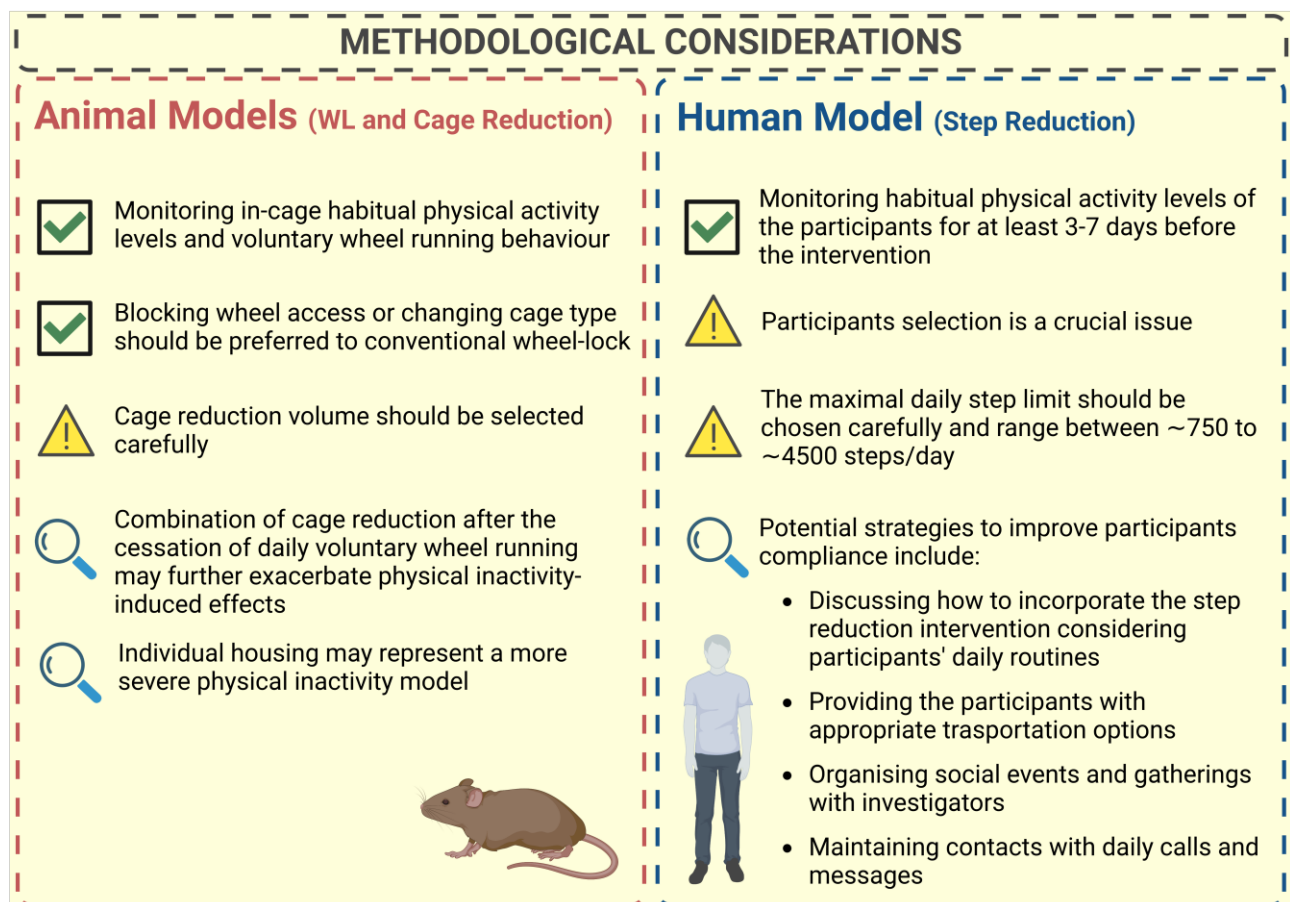 METHODOLOGICAL CONSIDERATIONS
Animal Models (WL and Cage Reduction)
Monitoring in-cage habitual physical activity
levels and voluntary wheel running behaviour
Blocking wheel access or changing cage type
should be preferred to conventional wheel-lock
Cage reduction volume should be selected
carefully
Combination of cage reduction after the
cessation of daily voluntary wheel running
may further exacerbate physical inactivity-
induced effects
Individual housing may represent a more
severe physical inactivity model
Human Model (Step Reduction)
Monitoring habitual physical activity levels of
the participants for at least 3-7 days before
the intervention
Participants selection is a crucial issue
The maximal daily step limit should be
chosen carefully and range between ~750 to
~4500 steps/day
Potential strategies to improve participants
compliance include:
• Discussing how to incorporate the step
reduction intervention considering
participants' daily routines
• Providing the participants with
appropriate trasportation options
• Organising social events and gatherings
with investigators
• Maintaining contacts with daily calls and
messages